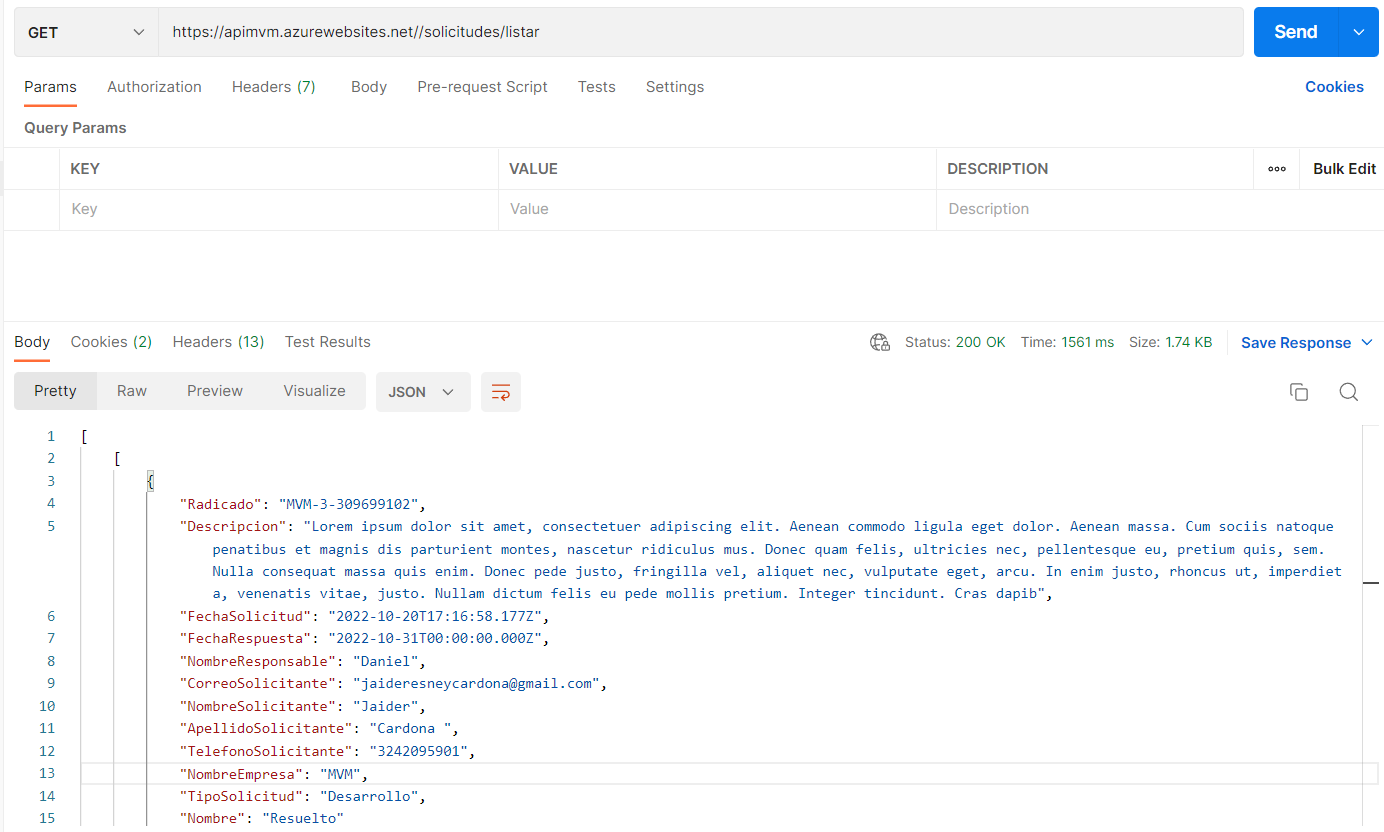 GET https://apimvm.azurewebsites.net//solicitudes/listar Send
Params Authorization Headers (7) Body Pre-request Script Tests Settings Cookies
Query Params
KEY VALUE DESCRIPTION ooo Bulk Edit
Key Value Description
Body Cookies (2) Headers (13) Test Results Status: 200 OK Time: 1561 ms Size: 1.74 KB Save Response
Pretty Raw Preview Visualize JSON
1 [
2 [
3 {
4 "Radicado": "MVM-3-309699102",
5 "Descripcion": "Lorem ipsum dolor sit amet, consectetuer adipiscing elit. Aenean commodo ligula eget dolor. Aenean massa. Cum sociis natoque
penatibus et magnis dis parturient montes, nascetur ridiculus mus. Donec quam felis, ultricies nec, pellentesque eu, pretium quis, sem.
Nulla consequat massa quis enim. Donec pede justo, fringilla vel, aliquet nec, vulputate eget, arcu. In enim justo, rhoncus ut, imperdiet
a, venenatis vitae, justo. Nullam dictum felis eu pede mollis pretium. Integer tincidunt. Cras dapib",
6 "FechaSolicitud": "2022-10-20T17:16:58.177Z",
7 "FechaRespuesta": "2022-10-31T00:00:00.000Z",
8 "NombreResponsable": "Daniel",
9 "CorreoSolicitante": "jaideresneycardona@gmail.com",
10 "NombreSolicitante": "Jaider",
11 "ApellidoSolicitante": "Cardona ",
12 "TelefonoSolicitante": "3242095901",
13 "NombreEmpresa": "MVM",
14 "TipoSolicitud": "Desarrollo",
15 "Nombre": "Resuelto"